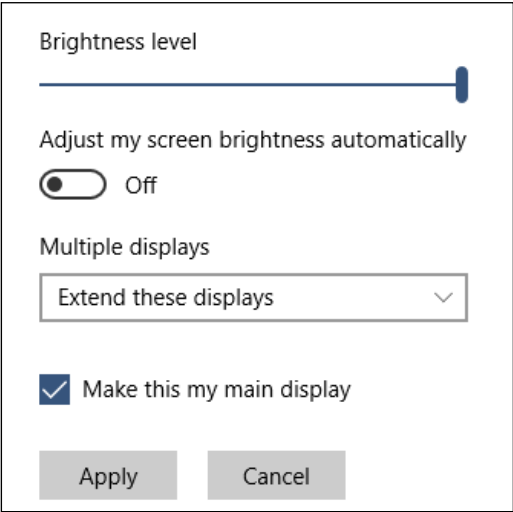 Brightness level
Adjust my screen brightness automatically
Off
Multiple displays
Extend these displays
Make this my main display
Apply Cancel